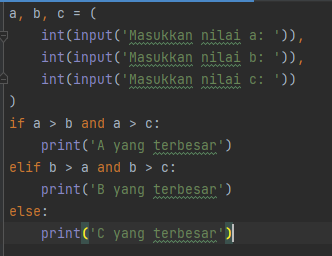 a, b, c = (
    int(input('Masukkan nilai a: ')),
    int(input('Masukkan nilai b: ')),
    int(input('Masukkan nilai c: '))
)
if a > b and a > c:
    print('A yang terbesar')
elif b > a and b > c:
    print('B yang terbesar')
else:
    print('C yang terbesar')